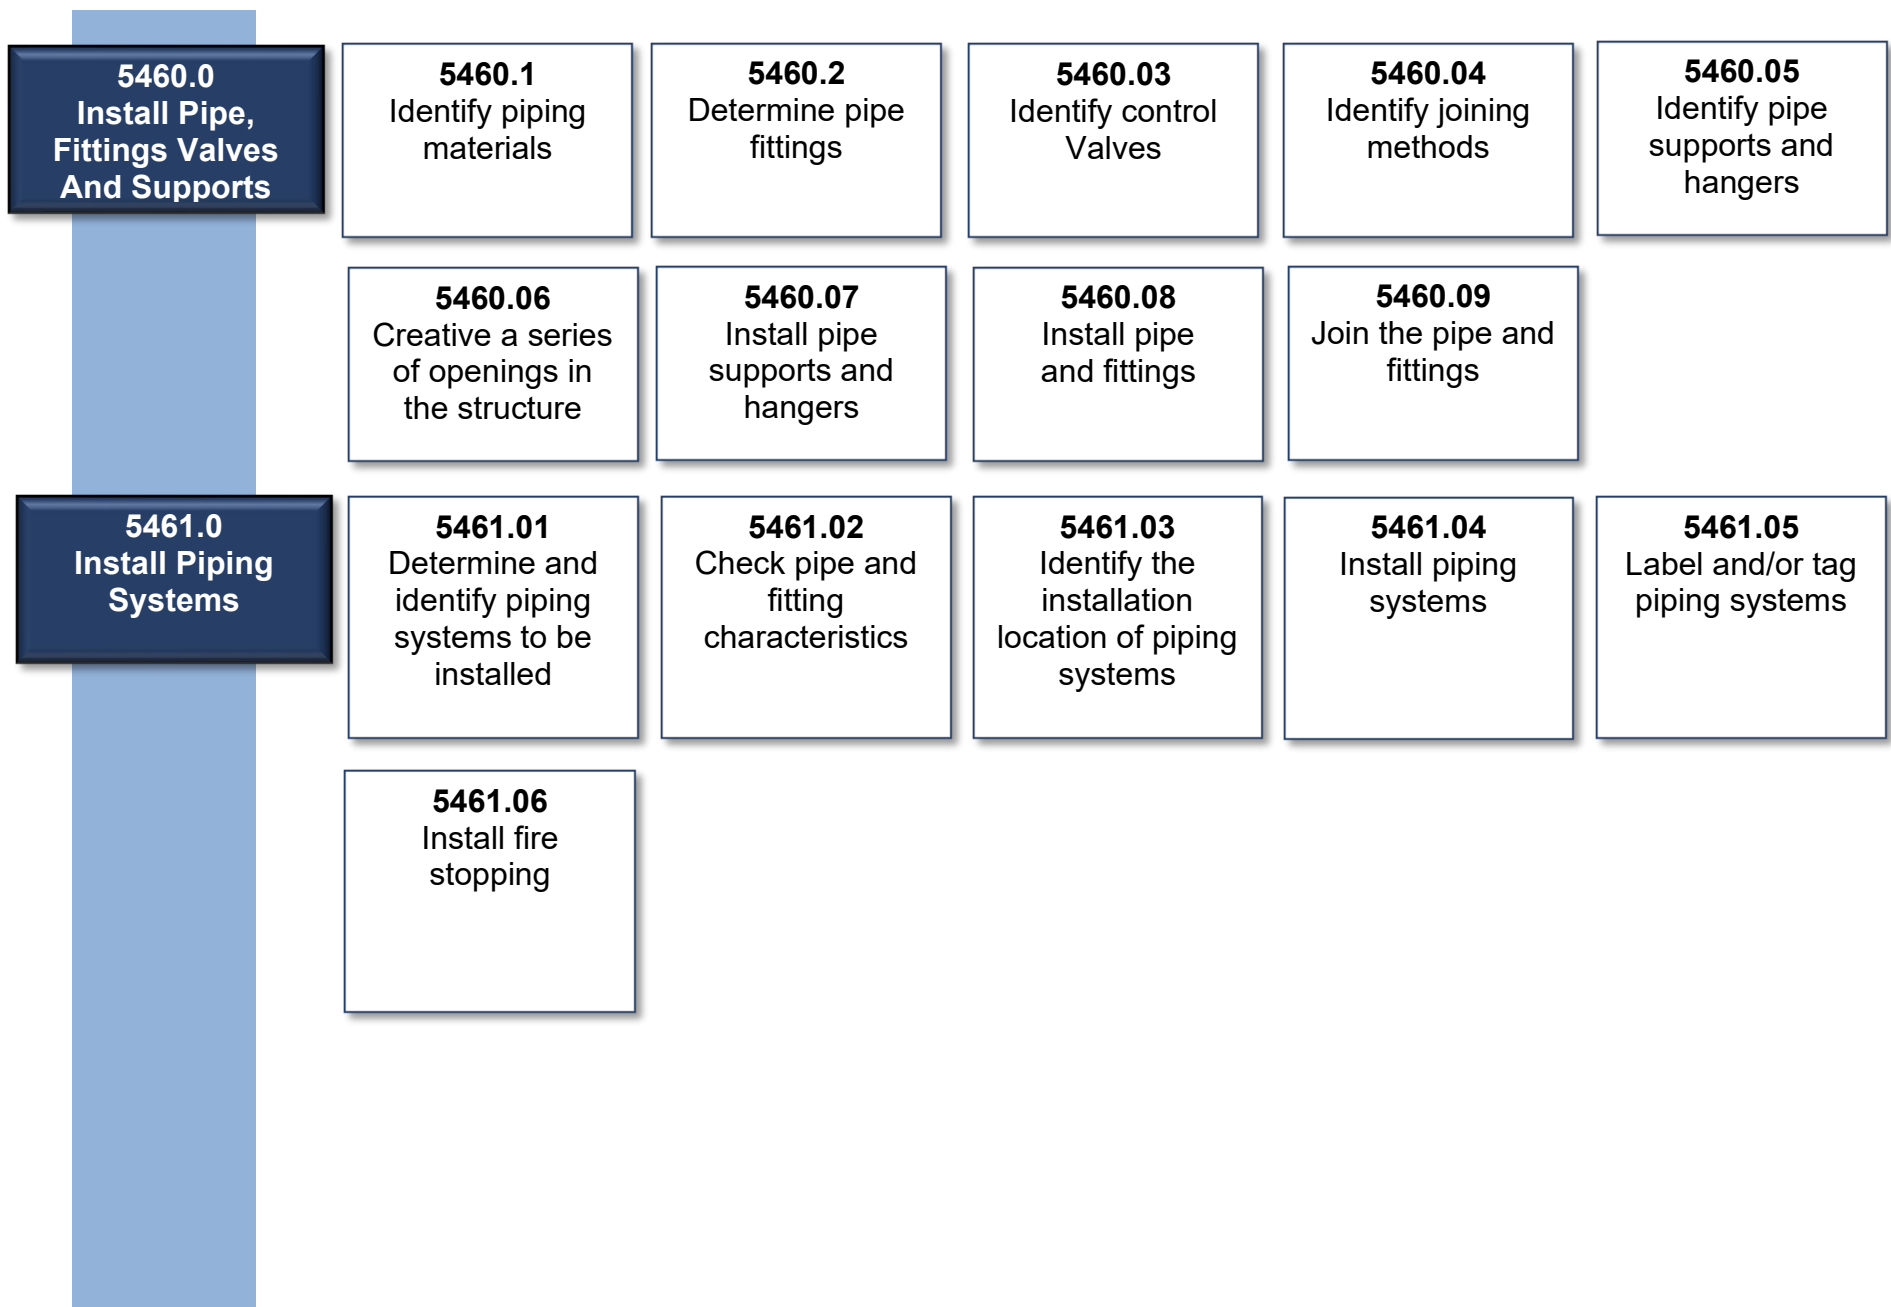 5460.0
Install Pipe,
Fittings Valves
And Supports
5460.1
Identify piping
materials
5460.2
Determine pipe
fittings
5460.03
Identify control
Valves
5460.04
Identify joining
methods
5460.05
Identify pipe
supports and
hangers
5460.06
Creative a series
of openings in
the structure
5460.07
Install pipe
supports and
hangers
5460.08
Install pipe
and fittings
5460.09
Join the pipe and
fittings
5461.0
Install Piping
Systems
5461.01
Determine and
identify piping
systems to be
installed
5461.02
Check pipe and
fitting
characteristics
5461.03
Identify the
installation
location of piping
systems
5461.04
Install piping
systems
5461.05
Label and/or tag
piping systems
5461.06
Install fire
stopping